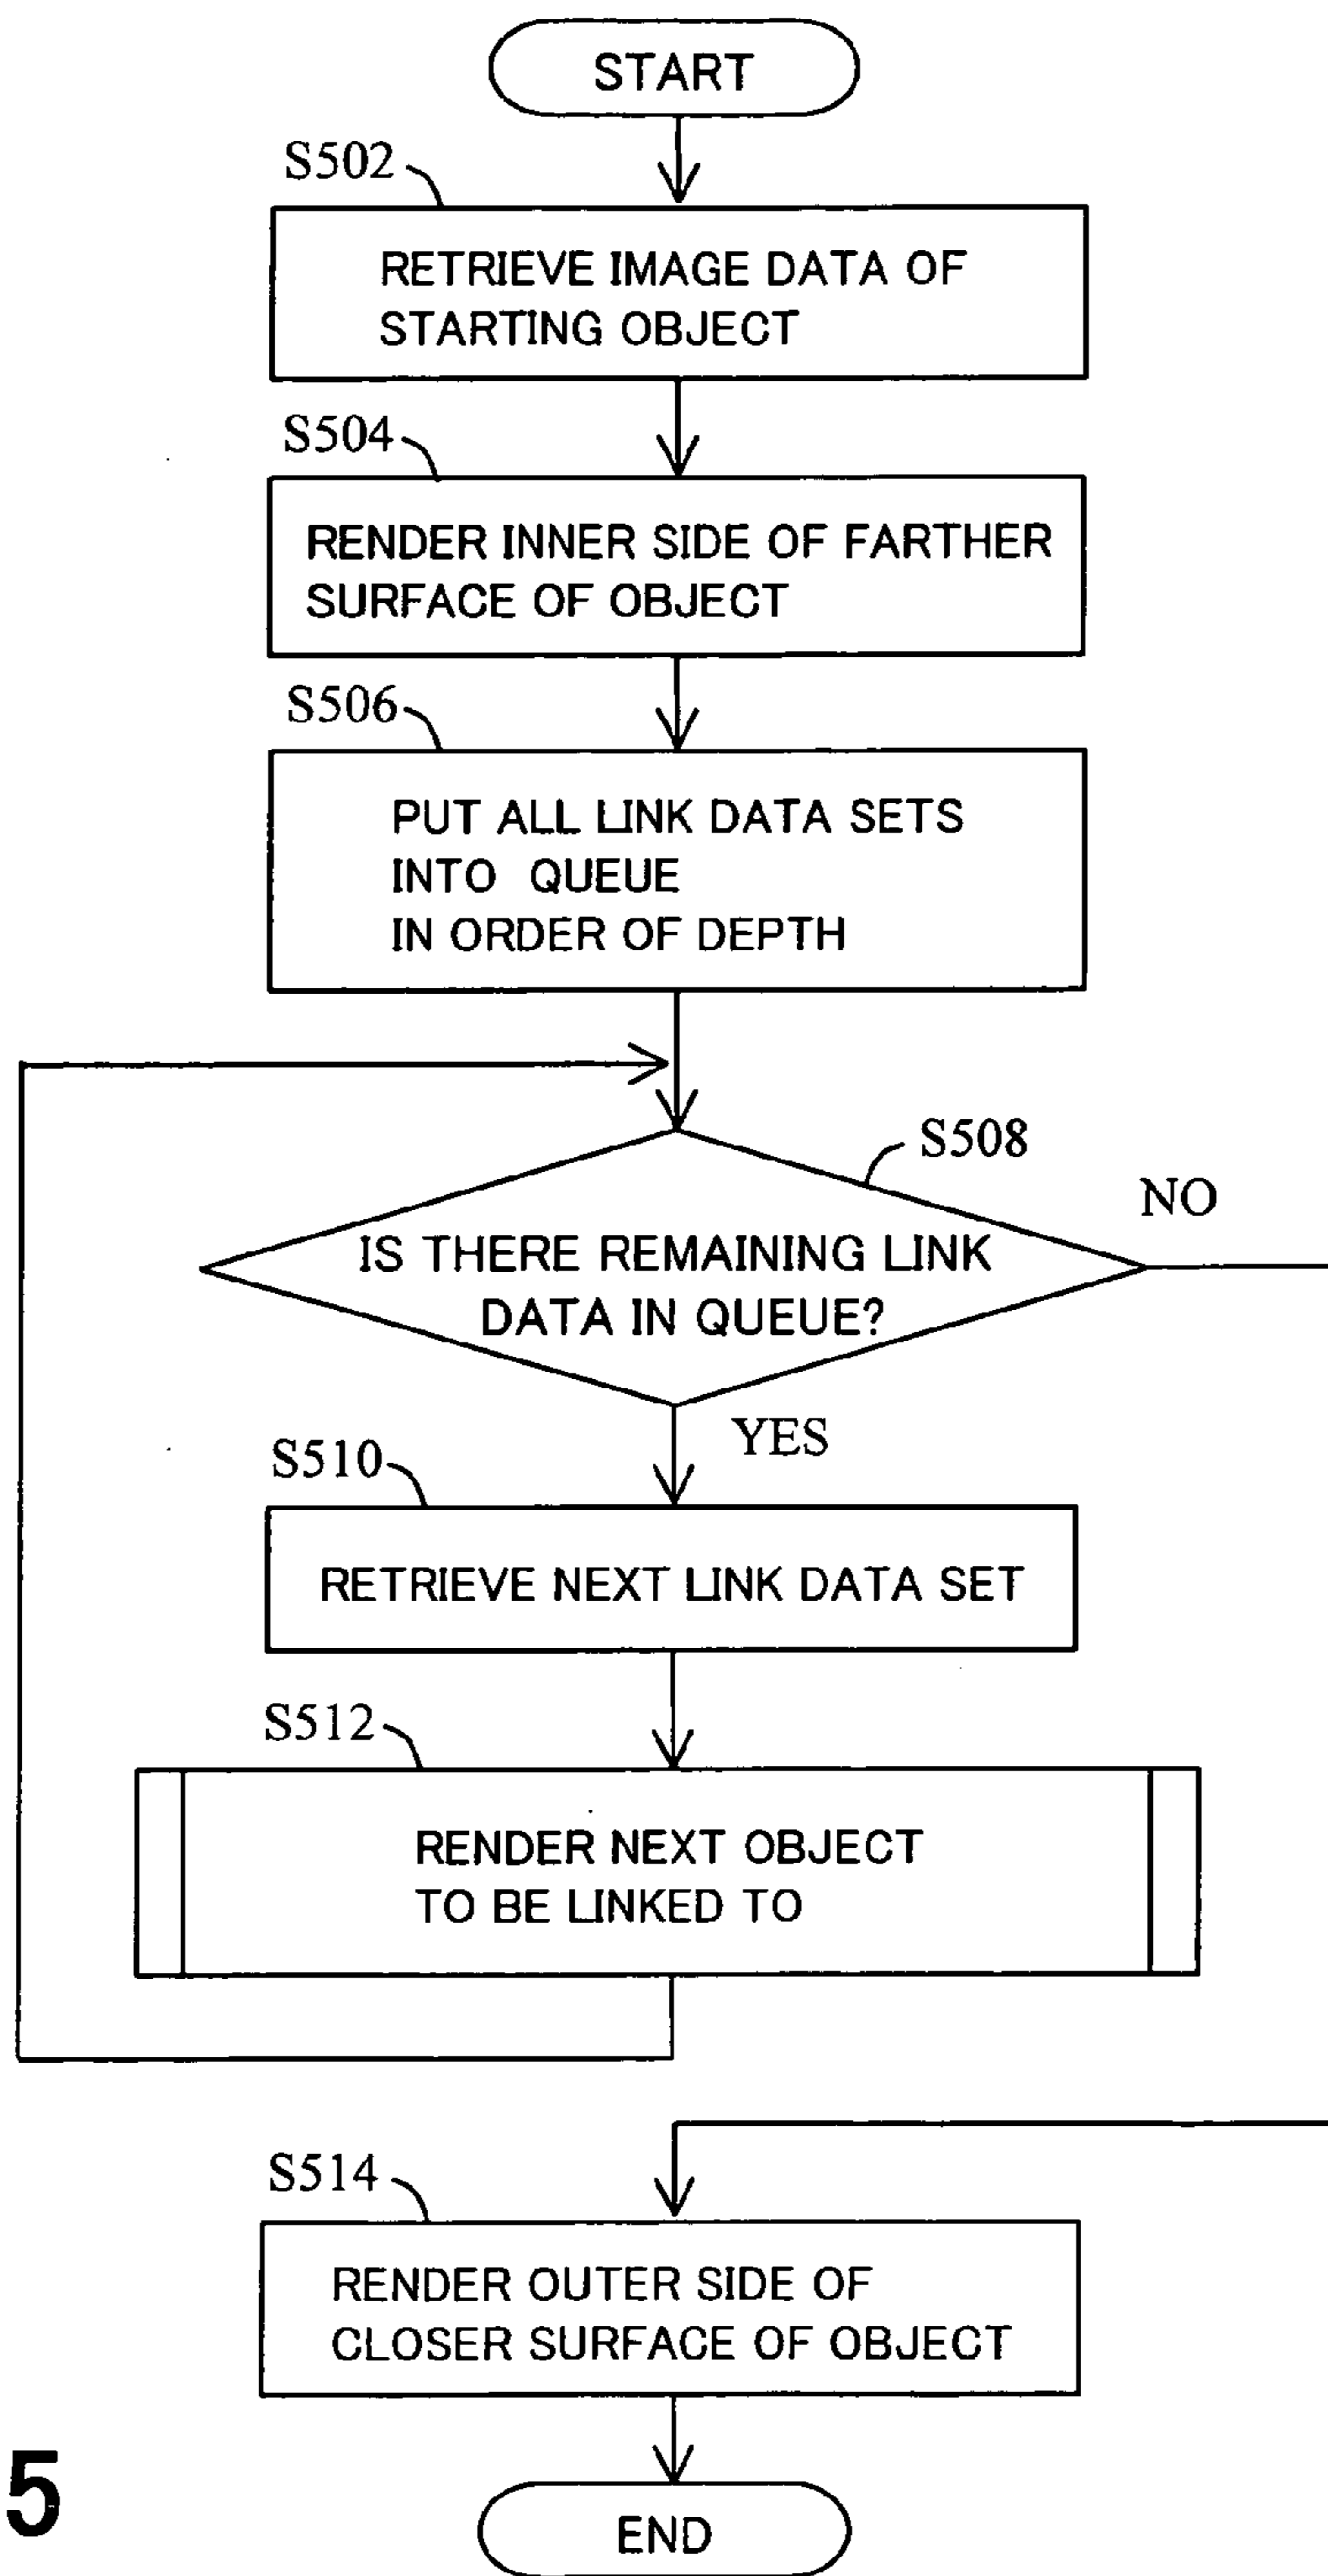 START
S502
RETRIEVE IMAGE DATA OF
STARTING OBJECT
S504
RENDER INNER SIDE OF FARTHER
SURFACE OF OBJECT
S506
PUT ALL LINK DATA SETS
INTO QUEUE
IN ORDER OF DEPTH
S508
NO
IS THERE REMAINING LINK
DATA IN QUEUE?
YES
S510
RETRIEVE NEXT LINK DATA SET
S512
RENDER NEXT OBJECT
TO BE LINKED TO
S514
RENDER OUTER SIDE OF
CLOSER SURFACE OF OBJECT
5
END